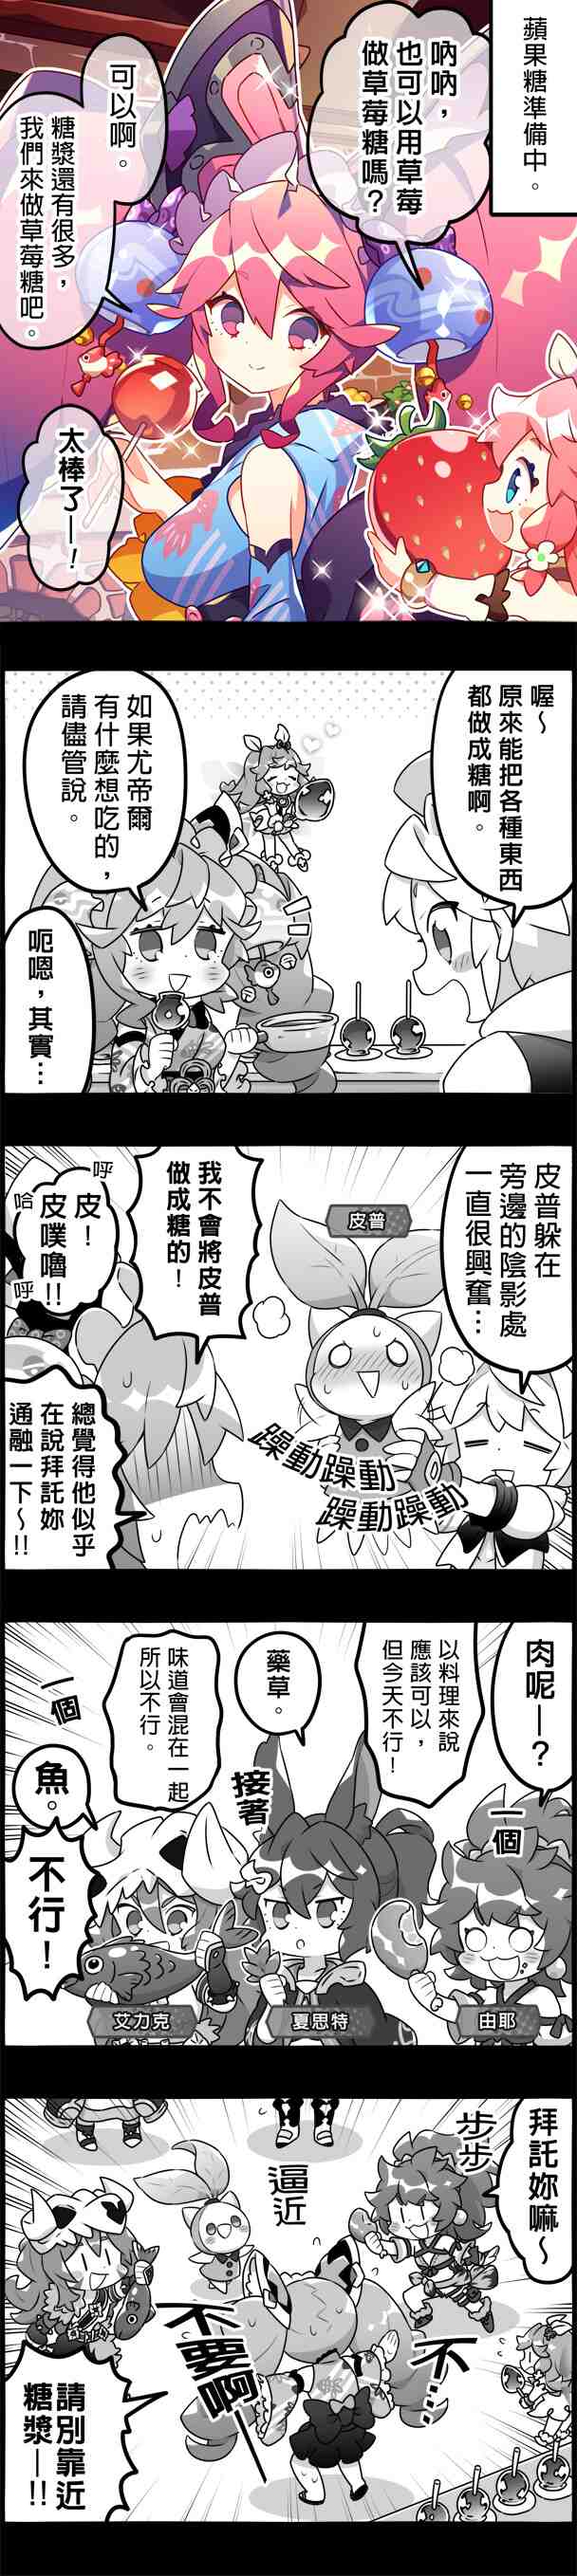 蘋果糖準備中。
吶吶，
也可以用草莓
做草莓糖嗎？
可以啊。
糖漿還有很多，
我們來做草莓糖吧。
太棒了—！
喔～
原來能把各種東西
都做成糖啊。
如果尤帝爾
有什麼想吃的，
請儘管說。
呃嗯，其實…
皮普躲在
旁邊的陰影處
一直很興奮…
皮普
躁動躁動
躁動躁動
我不會將皮普
做成糖的！
呼
哈
呼
皮！
皮噗嚕!!
總覺得他似乎
在說拜託妳
通融一下～!!
肉呢—？
一個
以料理來說
應該可以，
但今天不行！
藥草。
接著
味道會混在一起
所以不行。
一個
魚。
不行！
由耶
夏思特
艾力克
拜託妳嘛～
步步
逼近
不…
不要啊—
請別靠近
糖漿—!!